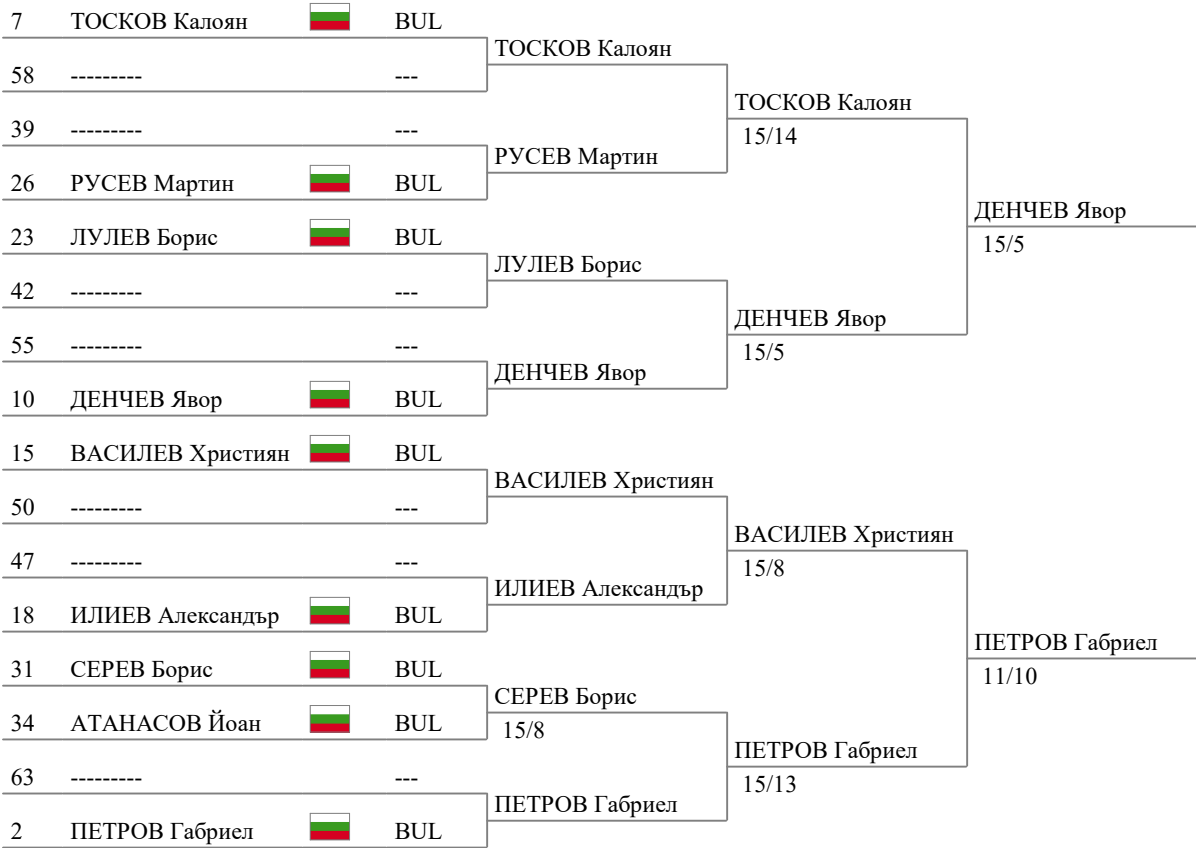 7 ТОСКОВ Калоян BUL
ТОСКОВ Калоян
58 --------- ---
ТОСКОВ Калоян
15/14
39 --------- ---
РУСЕВ Мартин
26 РУСЕВ Мартин BUL
ДЕНЧЕВ Явор
15/5
23 ЛУЛЕВ Борис BUL
ЛУЛЕВ Борис
42 --------- ---
ДЕНЧЕВ Явор
15/5
55 --------- ---
ДЕНЧЕВ Явор
10 ДЕНЧЕВ Явор BUL
15 ВАСИЛЕВ Християн BUL
ВАСИЛЕВ Християн
50 --------- ---
ВАСИЛЕВ Християн
15/8
47 --------- ---
ИЛИЕВ Александър
18 ИЛИЕВ Александър BUL
ПЕТРОВ Габриел
11/10
31 СЕРЕВ Борис BUL
СЕРЕВ Борис
15/8
34 АТАНАСОВ Йоан BUL
ПЕТРОВ Габриел
15/13
63 --------- ---
ПЕТРОВ Габриел
2 ПЕТРОВ Габриел BUL